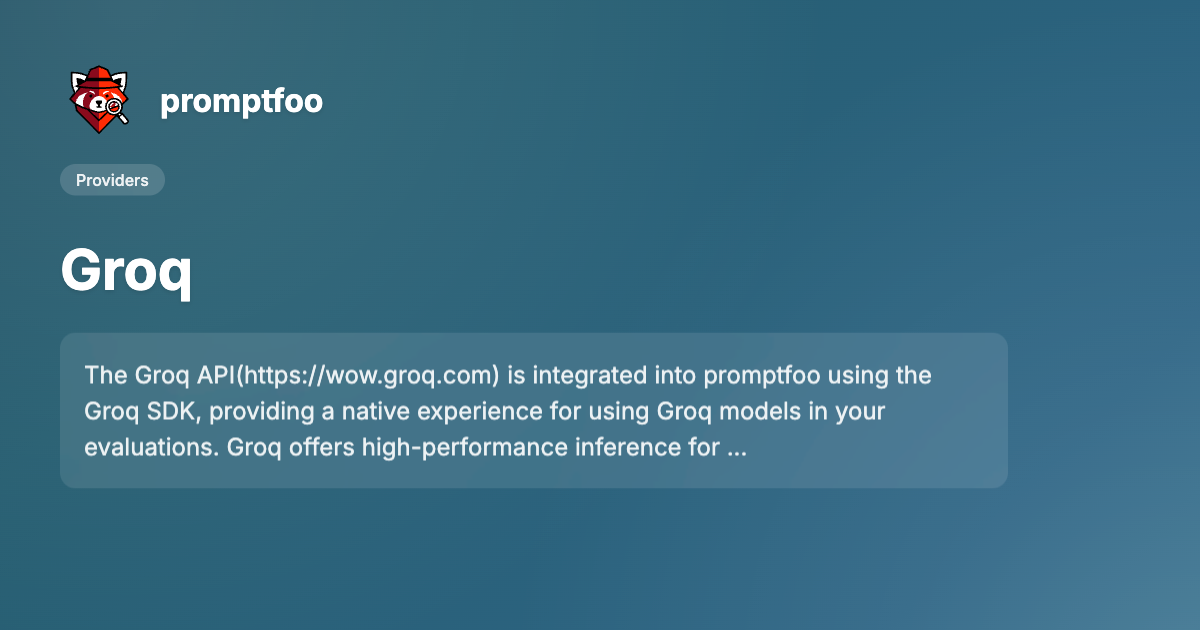 promptfoo
Providers
Groq
The Groq API(https://wow.groq.com) is integrated into promptfoo using the
Groq SDK, providing a native experience for using Groq models in your
evaluations. Groq offers high-performance inference for ...